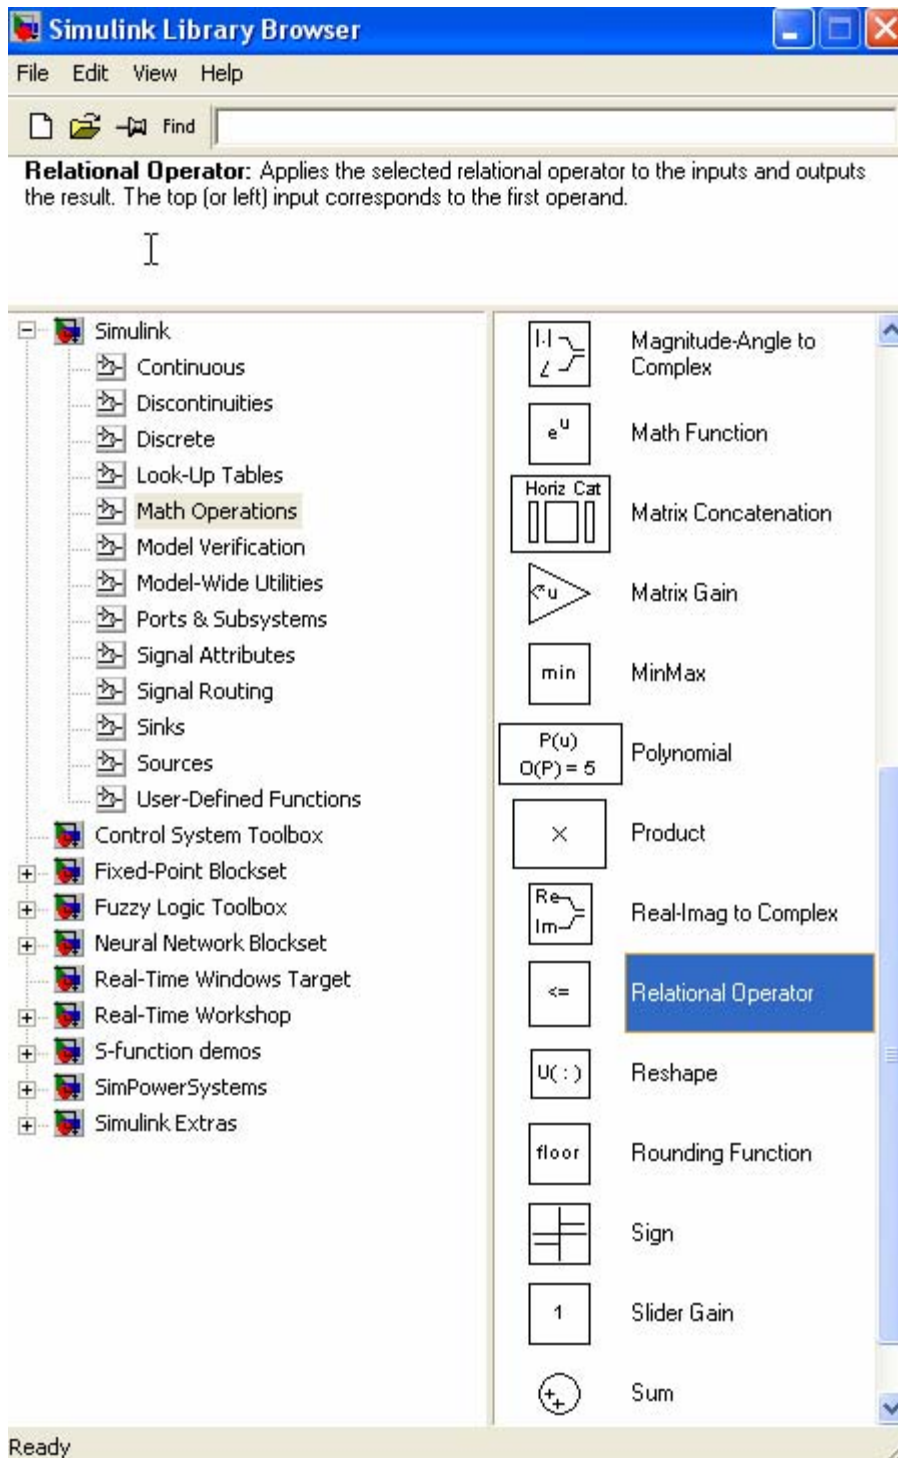 Simulink Library Browser
File Edit View Help
Find
Relational Operator: Applies the selected relational operator to the inputs and outputs
the result. The top (or left) input corresponds to the first operand.
Simulink
Continuous
Discontinuities
Discrete
Look-Up Tables
Math Operations
Model Verification
Model-Wide Utilities
Ports & Subsystems
Signal Attributes
Signal Routing
Sinks
Sources
User-Defined Functions
Control System Toolbox
Fixed-Point Blockset
Fuzzy Logic Toolbox
Neural Network Blockset
Real-Time Windows Target
Real-Time Workshop
S-function demos
SimPowerSystems
Simulink Extras
|·|
∠
Magnitude-Angle to
Complex
e^u
Math Function
Horiz Cat
Matrix Concatenation
u
Matrix Gain
min
MinMax
P(u)
O(P) = 5
Polynomial
×
Product
Re
Im
Real-Imag to Complex
<=
Relational Operator
U( : )
Reshape
floor
Rounding Function
Sign
1
Slider Gain
++
Sum
Ready